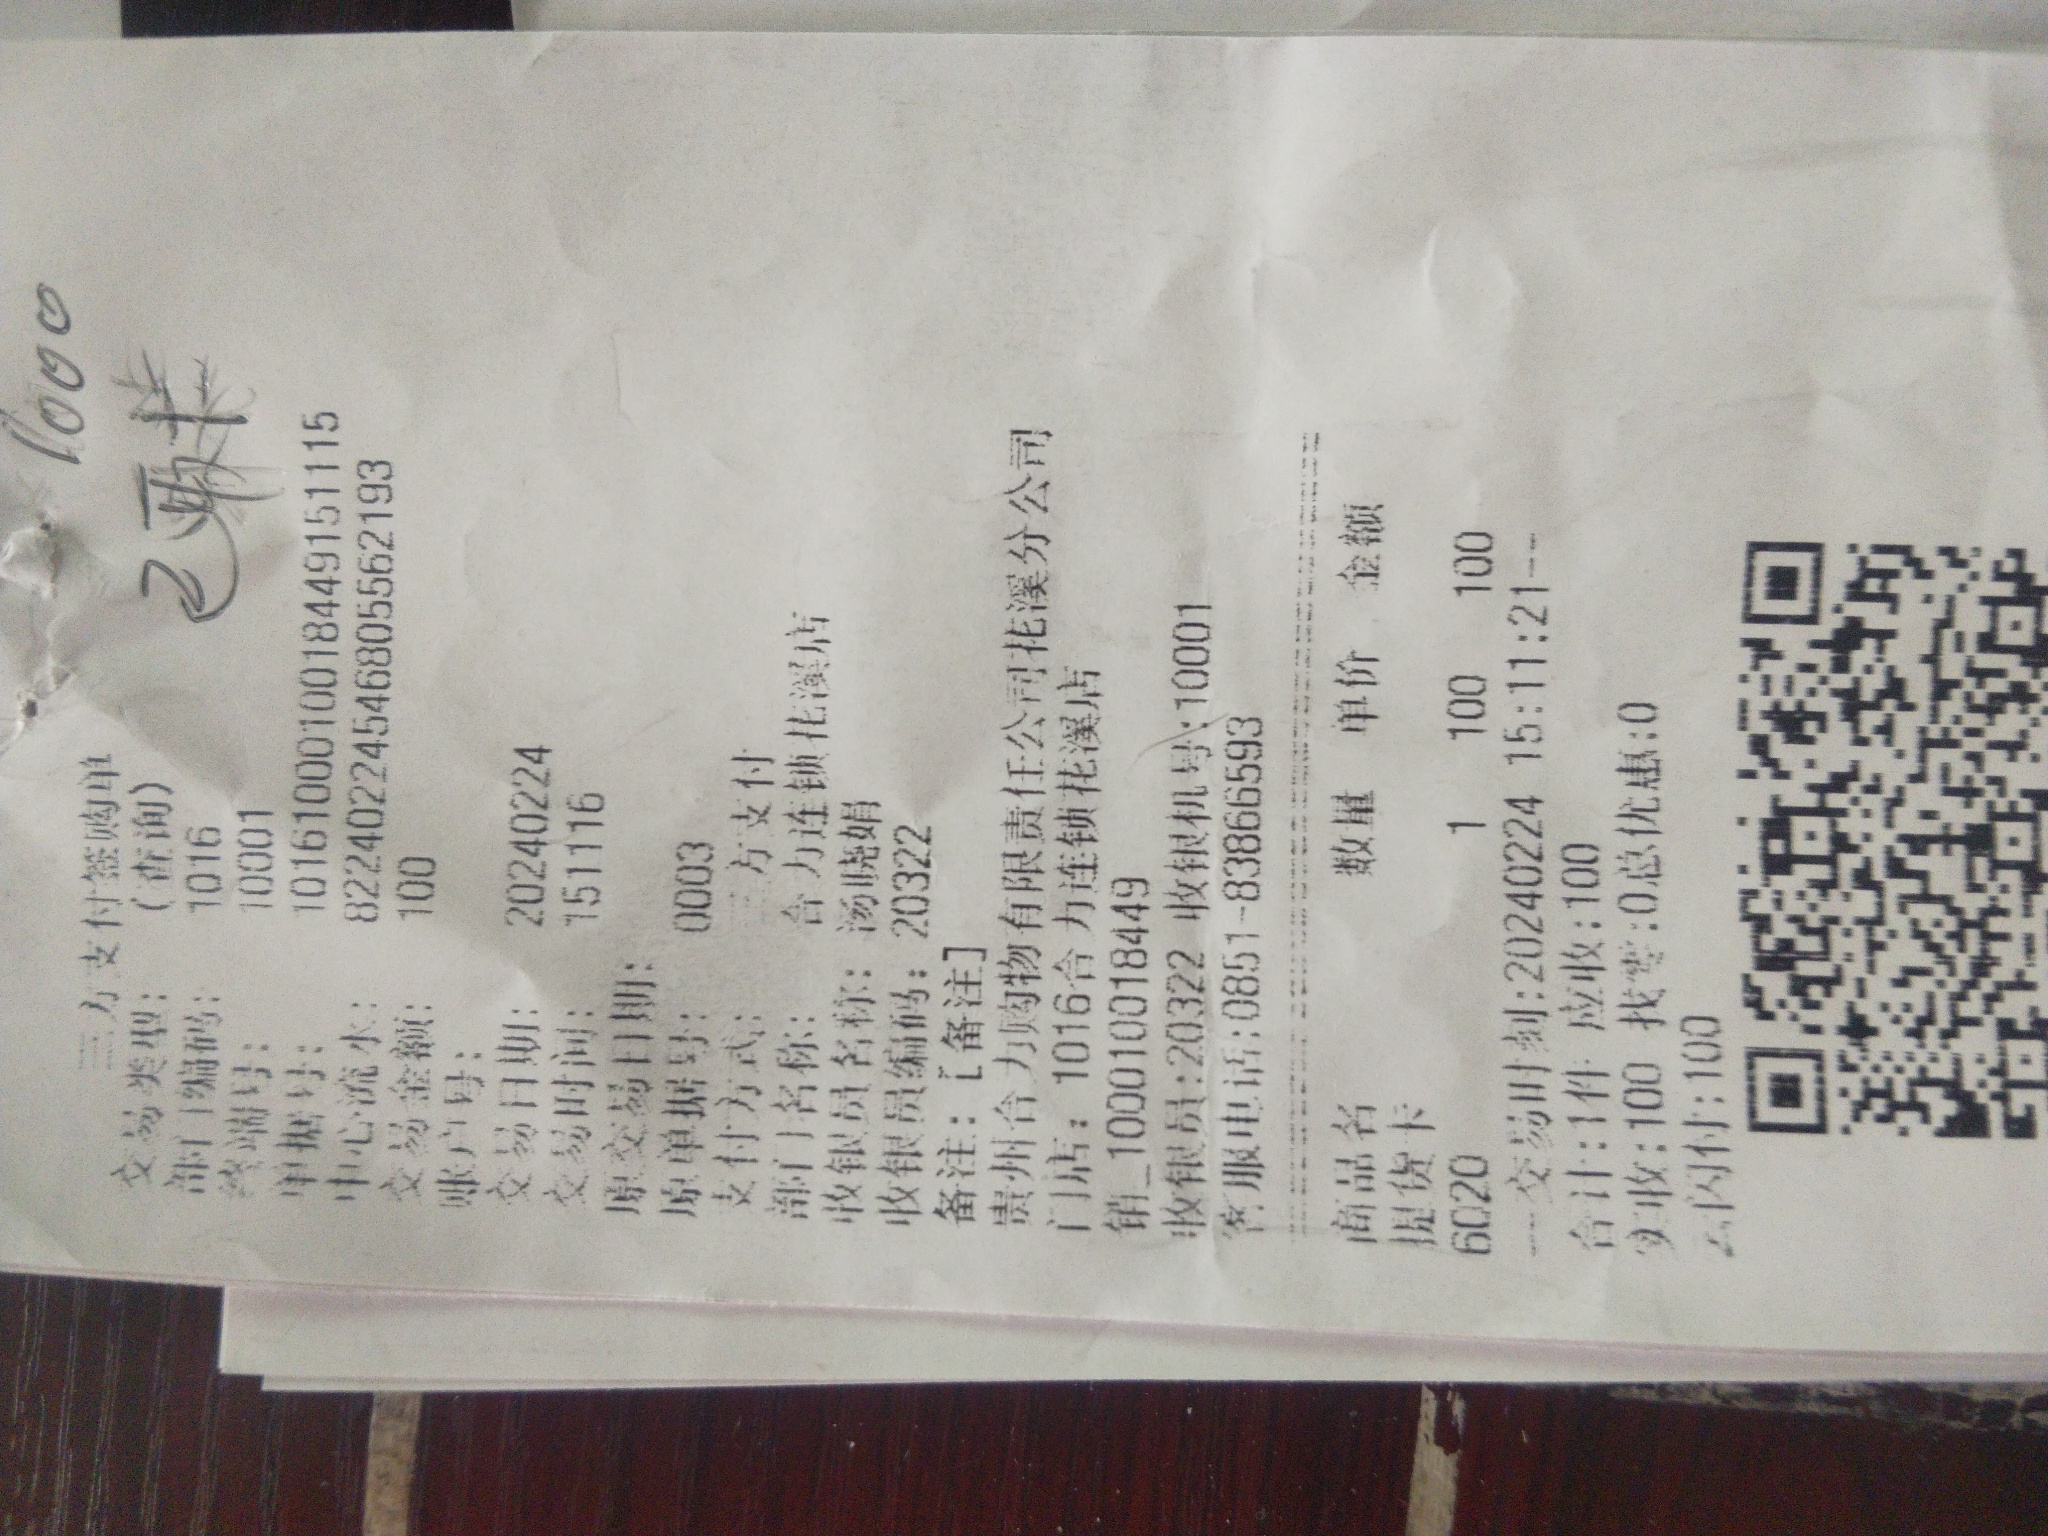 1000
三方支付签购单
交易类型: (查询)
部门编码: 1016
终端号: 10001
单据号: 101610001001844915 1115
中心流水: 822402245468055562193
交易金额: 100
账户号:
交易日期: 20240224
交易时间: 151116
原交易日期:
原单据号: 0003
支付方式: 三方支付
部门名称: 合力连锁花溪店
收银员名称: 汤晓娟
收银员编码: 20322
备注: [备注]
贵州合力购物有限责任公司花溪分公司
门店: 1016合力连锁花溪店
销_100010018449
收银员:20322 收银机号:10001
客服电话:0851-83866593
商品名 数量 单价 金额
提货卡
6020 1 100 100
--交易时刻:20240224 15:11:21--
合计:1件 应收:100
实收:100 找零:0总优惠:0
云闪付:100